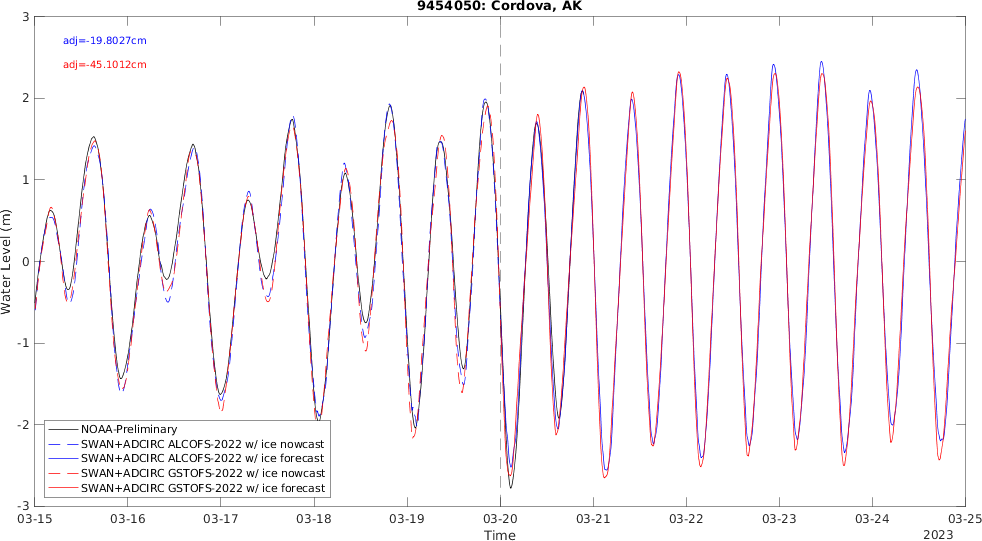 9454050: Cordova, AK
adj=-19.8027cm
adj=-45.1012cm
Water Level (m)
3
2
1
0
-1
-2
-3
NOAA-Preliminary
SWAN+ADCIRC ALCOFS-2022 w/ ice nowcast
SWAN+ADCIRC ALCOFS-2022 w/ ice forecast
SWAN+ADCIRC GSTOFS-2022 w/ ice nowcast
SWAN+ADCIRC GSTOFS-2022 w/ ice forecast
03-15 03-16 03-17 03-18 03-19 03-20 03-21 03-22 03-23 03-24 03-25
Time
2023